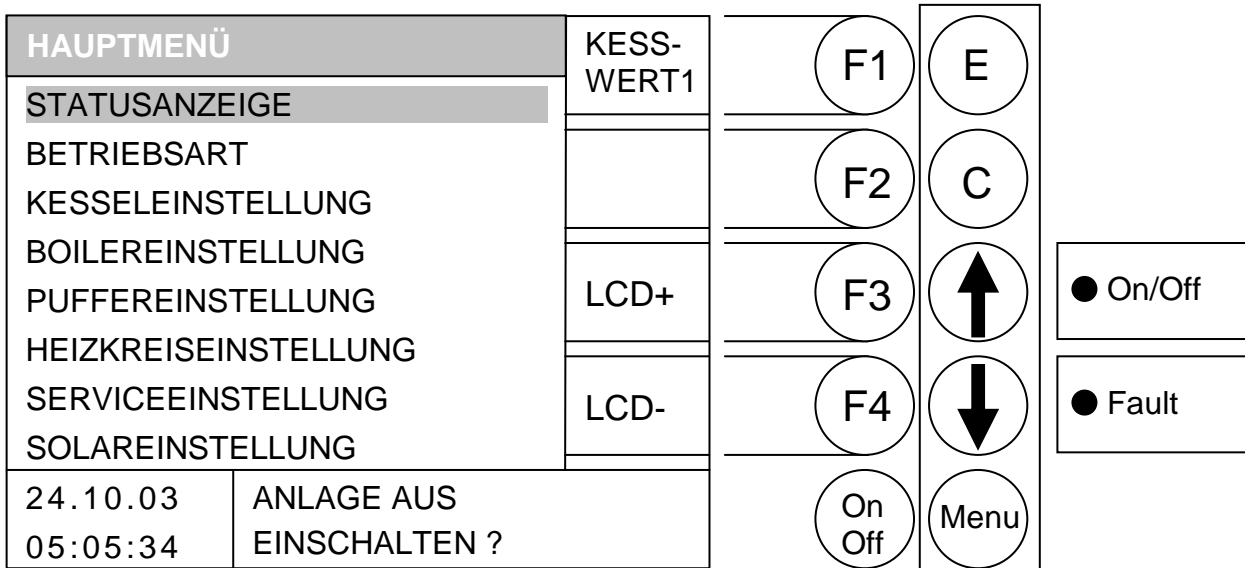 HAUPTMENÜ
STATUSANZEIGE
BETRIEBSART
KESSELEINSTELLUNG
BOILEREINSTELLUNG
PUFFEREINSTELLUNG
HEIZKREISEINSTELLUNG
SERVICEEINSTELLUNG
SOLAREINSTELLUNG
24.10.03
05:05:34
ANLAGE AUS
EINSCHALTEN ?
KESS-
WERT1
LCD+
LCD-
F1
F2
F3
F4
On
Off
E
C
Menu
On/Off
Fault